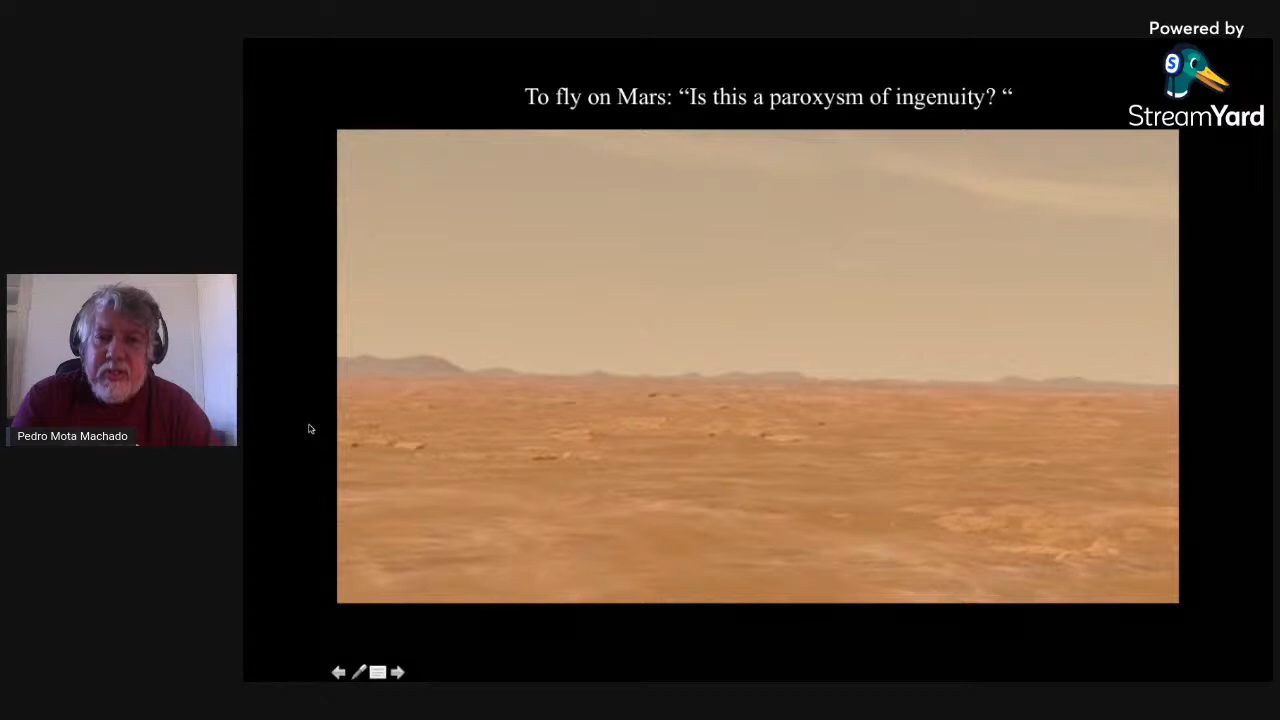 Powered by
StreamYard
To fly on Mars: “Is this a paroxysm of ingenuity? “
S
Pedro Mota Machado